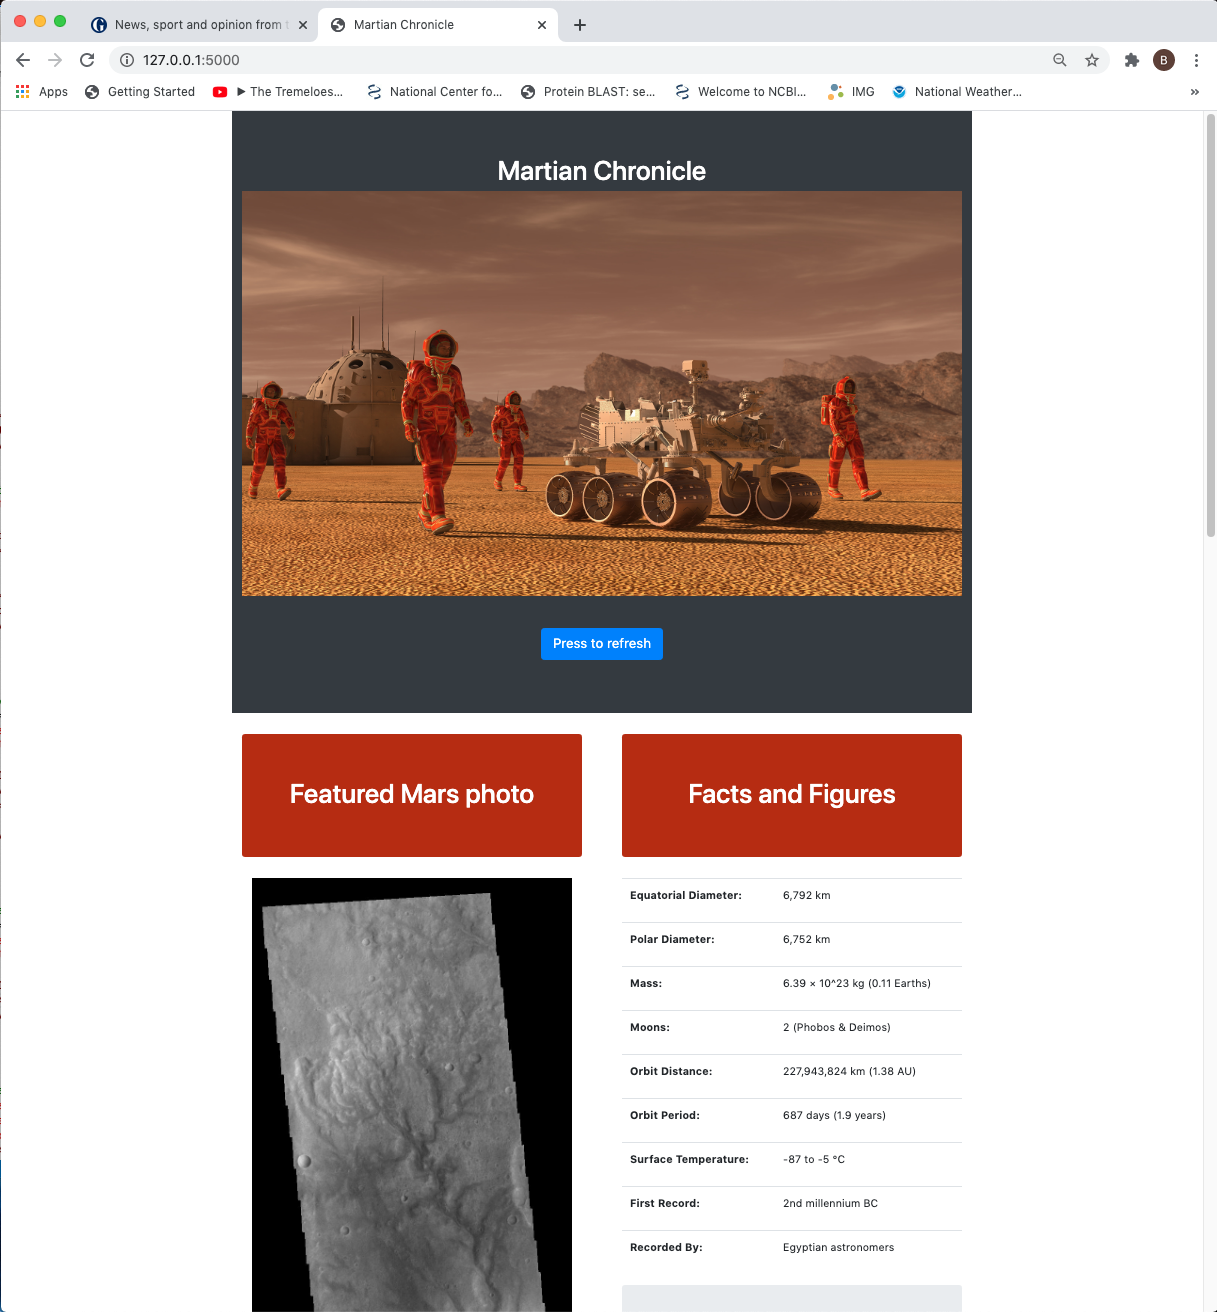 News, sport and opinion from
Martian Chronicle
127.0.0.1:5000
B
Apps
Getting Started
▶ The Tremeloes...
National Center fo...
Protein BLAST: se...
Welcome to NCBI...
IMG
National Weather...
»
Martian Chronicle
Press to refresh
Featured Mars photo
Facts and Figures
Equatorial Diameter: 6,792 km
Polar Diameter: 6,752 km
Mass: 6.39 × 10^23 kg (0.11 Earths)
Moons: 2 (Phobos & Deimos)
Orbit Distance: 227,943,824 km (1.38 AU)
Orbit Period: 687 days (1.9 years)
Surface Temperature: -87 to -5 °C
First Record: 2nd millennium BC
Recorded By: Egyptian astronomers